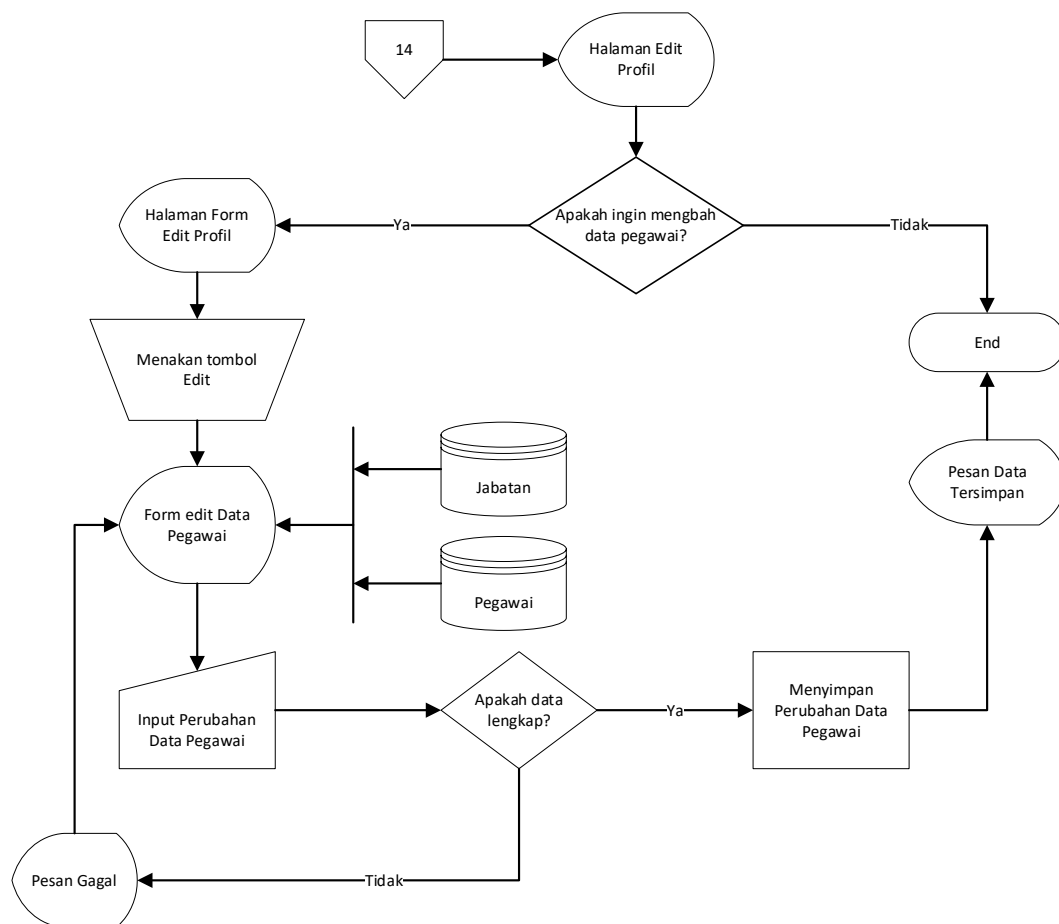 14
Halaman Edit
Profil
Apakah ingin mengbah
data pegawai?
Ya
Tidak
Halaman Form
Edit Profil
End
Menakan tombol
Edit
Jabatan
Pesan Data
Tersimpan
Form edit Data
Pegawai
Pegawai
Input Perubahan
Data Pegawai
Apakah data
lengkap?
Ya
Menyimpan
Perubahan Data
Pegawai
Pesan Gagal
Tidak